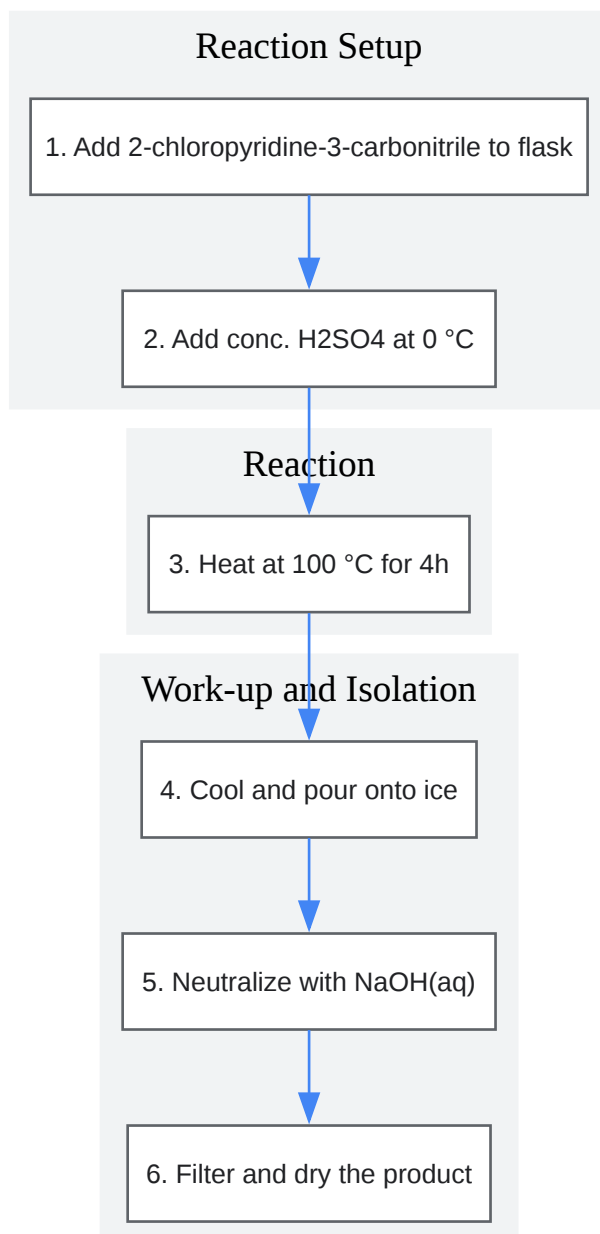 Reaction Setup
1. Add 2-chloropyridine-3-carbonitrile to flask
2. Add conc. H2SO4 at 0 °C
Reaction
3. Heat at 100 °C for 4h
Work-up and Isolation
4. Cool and pour onto ice
5. Neutralize with NaOH(aq)
6. Filter and dry the product